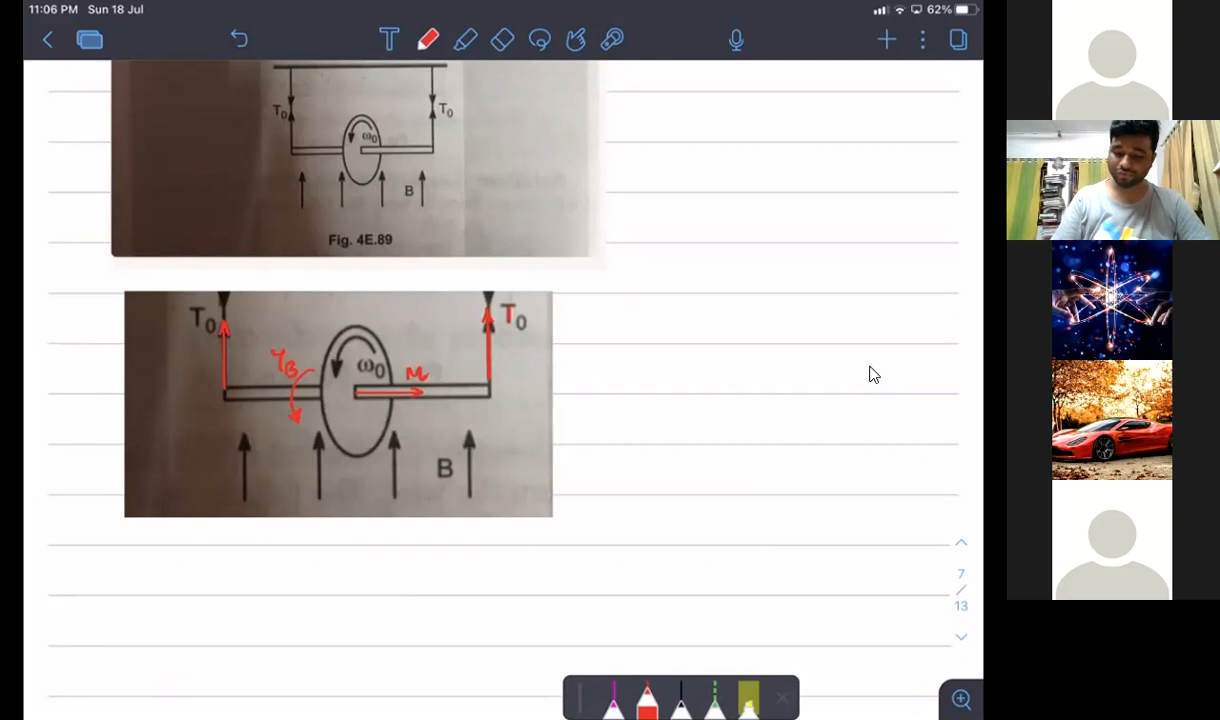 11:06 PM Sun 18 Jul
62%
T
T₀
T₀
ω₀
B
Fig. 4E.89
T₀
T₀
τB
ω₀
M
B
7
/
13